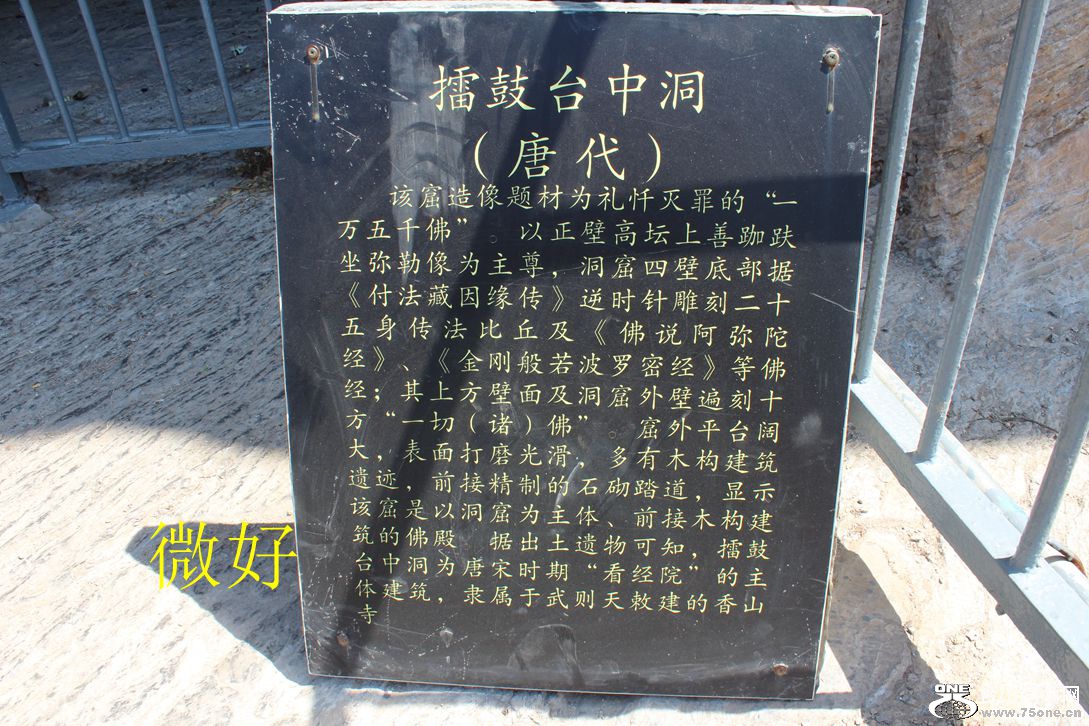 擂鼓台中洞
（唐代）
该窟造像题材为礼忏灭罪的“一
万五千佛”。以正壁高坛上善跏趺
坐弥勒像为主尊，洞窟四壁底部据
《付法藏因缘传》逆时针雕刻二十
五身传法比丘及《佛说阿弥陀
经》、《金刚般若波罗密经》等佛
经；其上方壁面及洞窟外壁遍刻十
方“一切（诸）佛”。窟外平台阔
大，表面打磨光滑，多有木构建筑
遗迹，前接精制的石砌踏道，显示
该窟是以洞窟为主体、前接木构建
筑的佛殿 据出土遗物可知，擂鼓
台中洞为唐宋时期“看经院”的主
体建筑，隶属于武则天敕建的香山
寺
微好
ONE
www.75one.cn